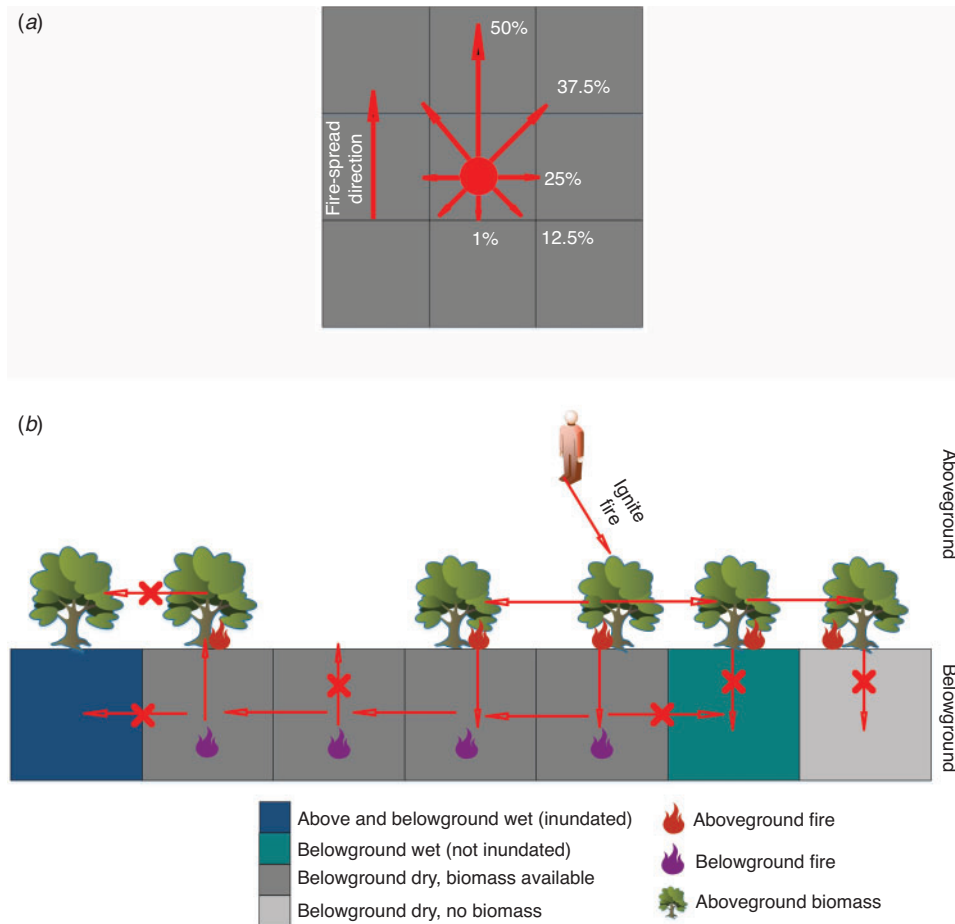 (a)
50%
37.5%
Fire-spread
direction
25%
1%
12.5%
(b)
Ignite
fire
Aboveground
Belowground
Above and belowground wet (inundated)
Belowground wet (not inundated)
Belowground dry, biomass available
Belowground dry, no biomass
Aboveground fire
Belowground fire
Aboveground biomass